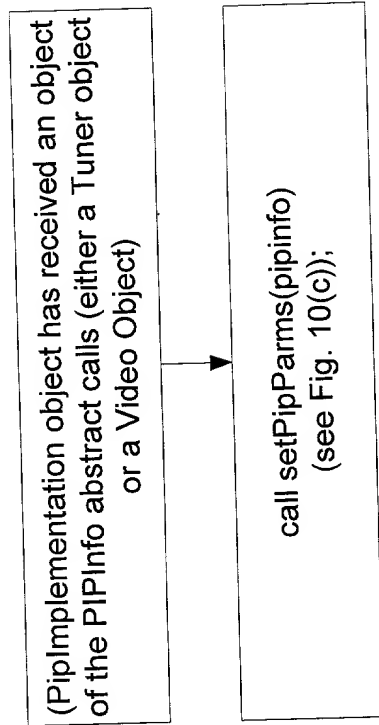 (PipImplementation object has received an object
of the PIPInfo abstract calls (either a Tuner object
or a Video Object)
call setPipParms(pipinfo)
(see Fig. 10(c));